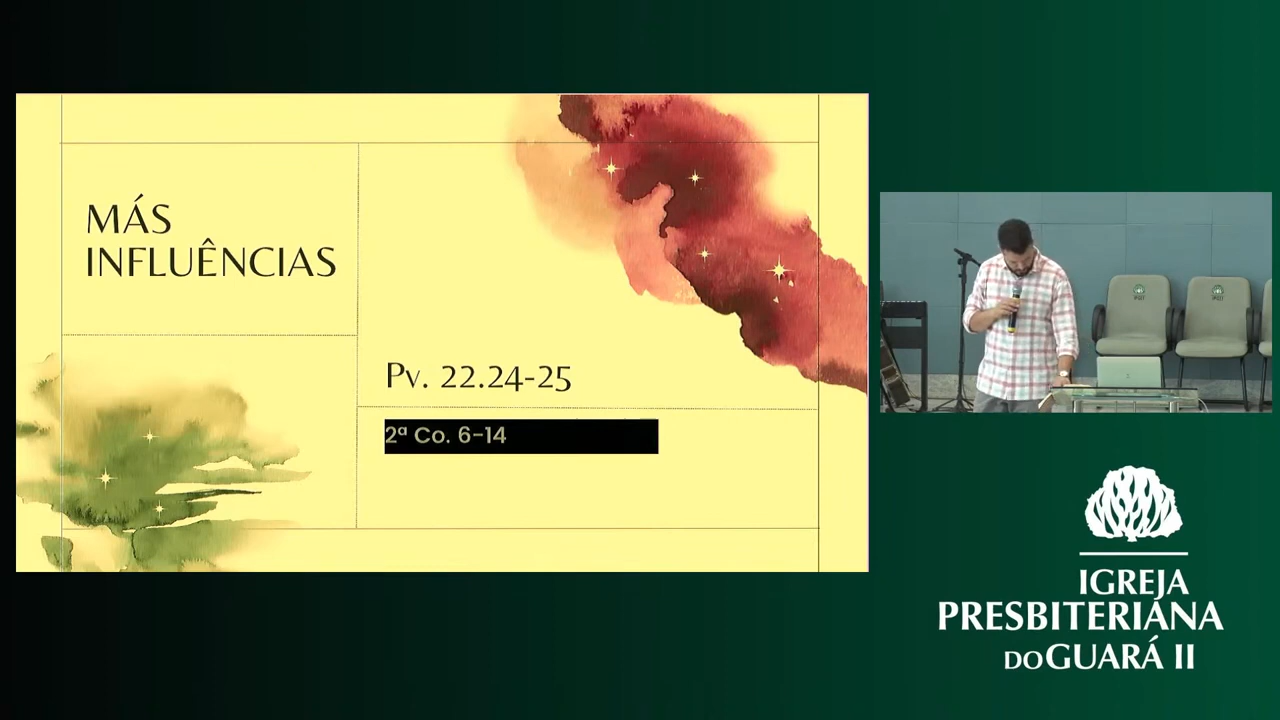 MÁS
INFLUÊNCIAS
Pv. 22.24-25
2ª Co. 6-14
IGREJA
PRESBITERIANA
DO GUARÁ II